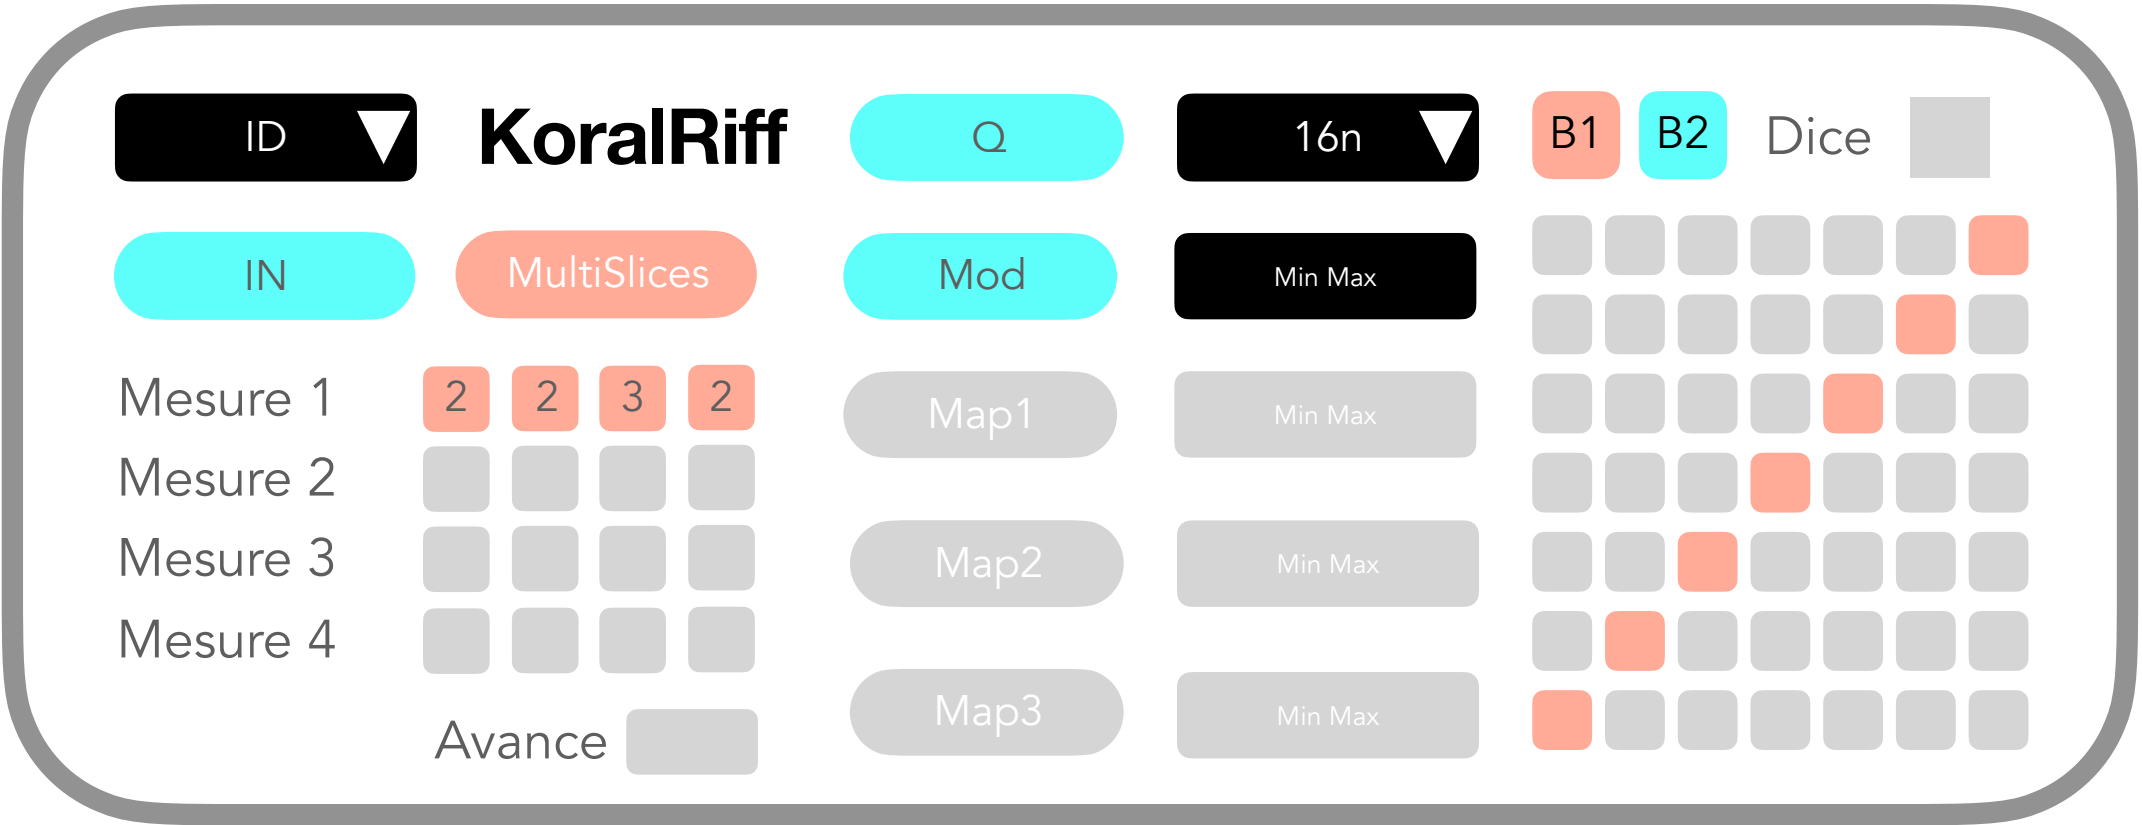 ID
KoralRiff
Q
16n
B1
B2
Dice
IN
MultiSlices
Mod
Min Max
Mesure 1
2
2
3
2
Map1
Min Max
Mesure 2
Mesure 3
Map2
Min Max
Mesure 4
Avance
Map3
Min Max